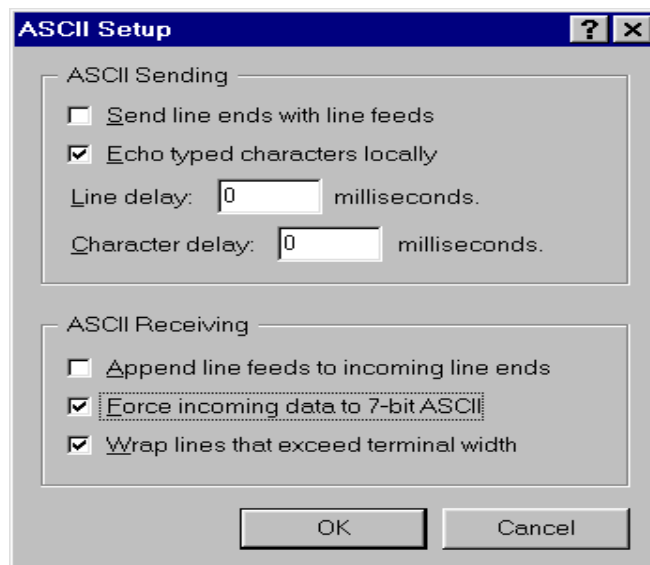 ASCII Setup
ASCII Sending
Send line ends with line feeds
Echo typed characters locally
Line delay: 0 milliseconds.
Character delay: 0 milliseconds.
ASCII Receiving
Append line feeds to incoming line ends
Force incoming data to 7-bit ASCII
Wrap lines that exceed terminal width
OK Cancel